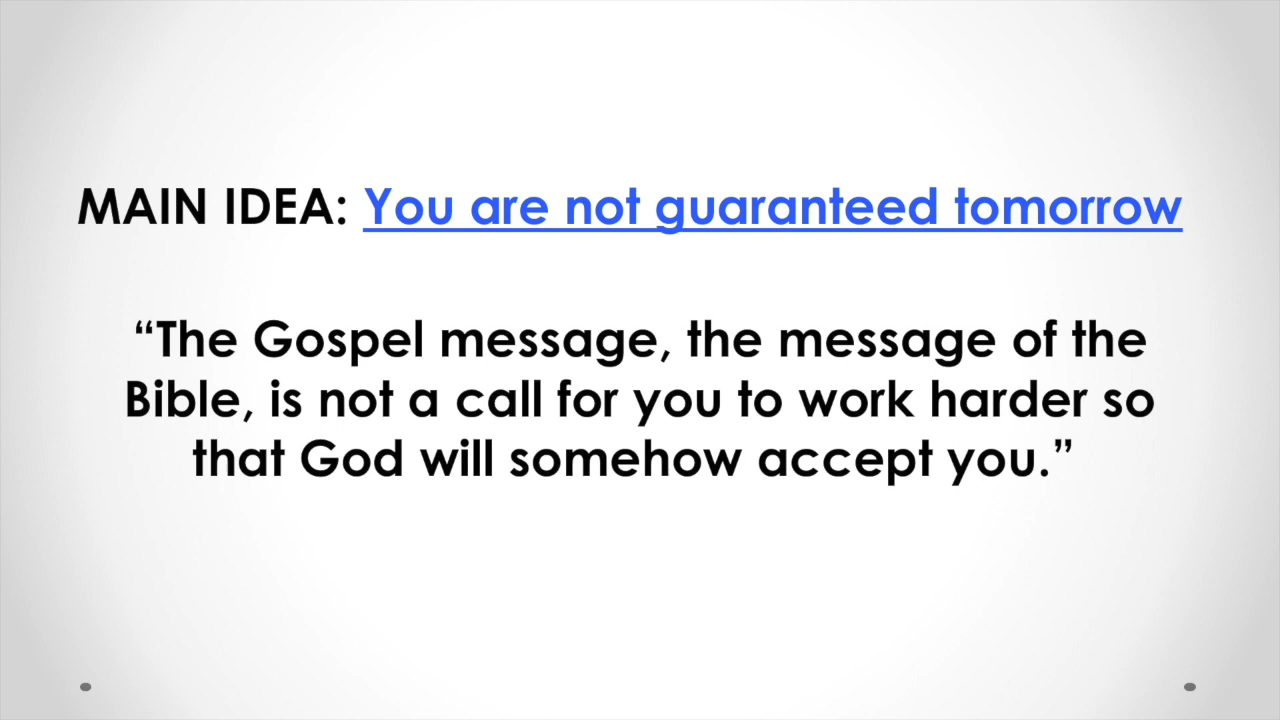 MAIN IDEA: You are not guaranteed tomorrow
“The Gospel message, the message of the
Bible, is not a call for you to work harder so
that God will somehow accept you.”